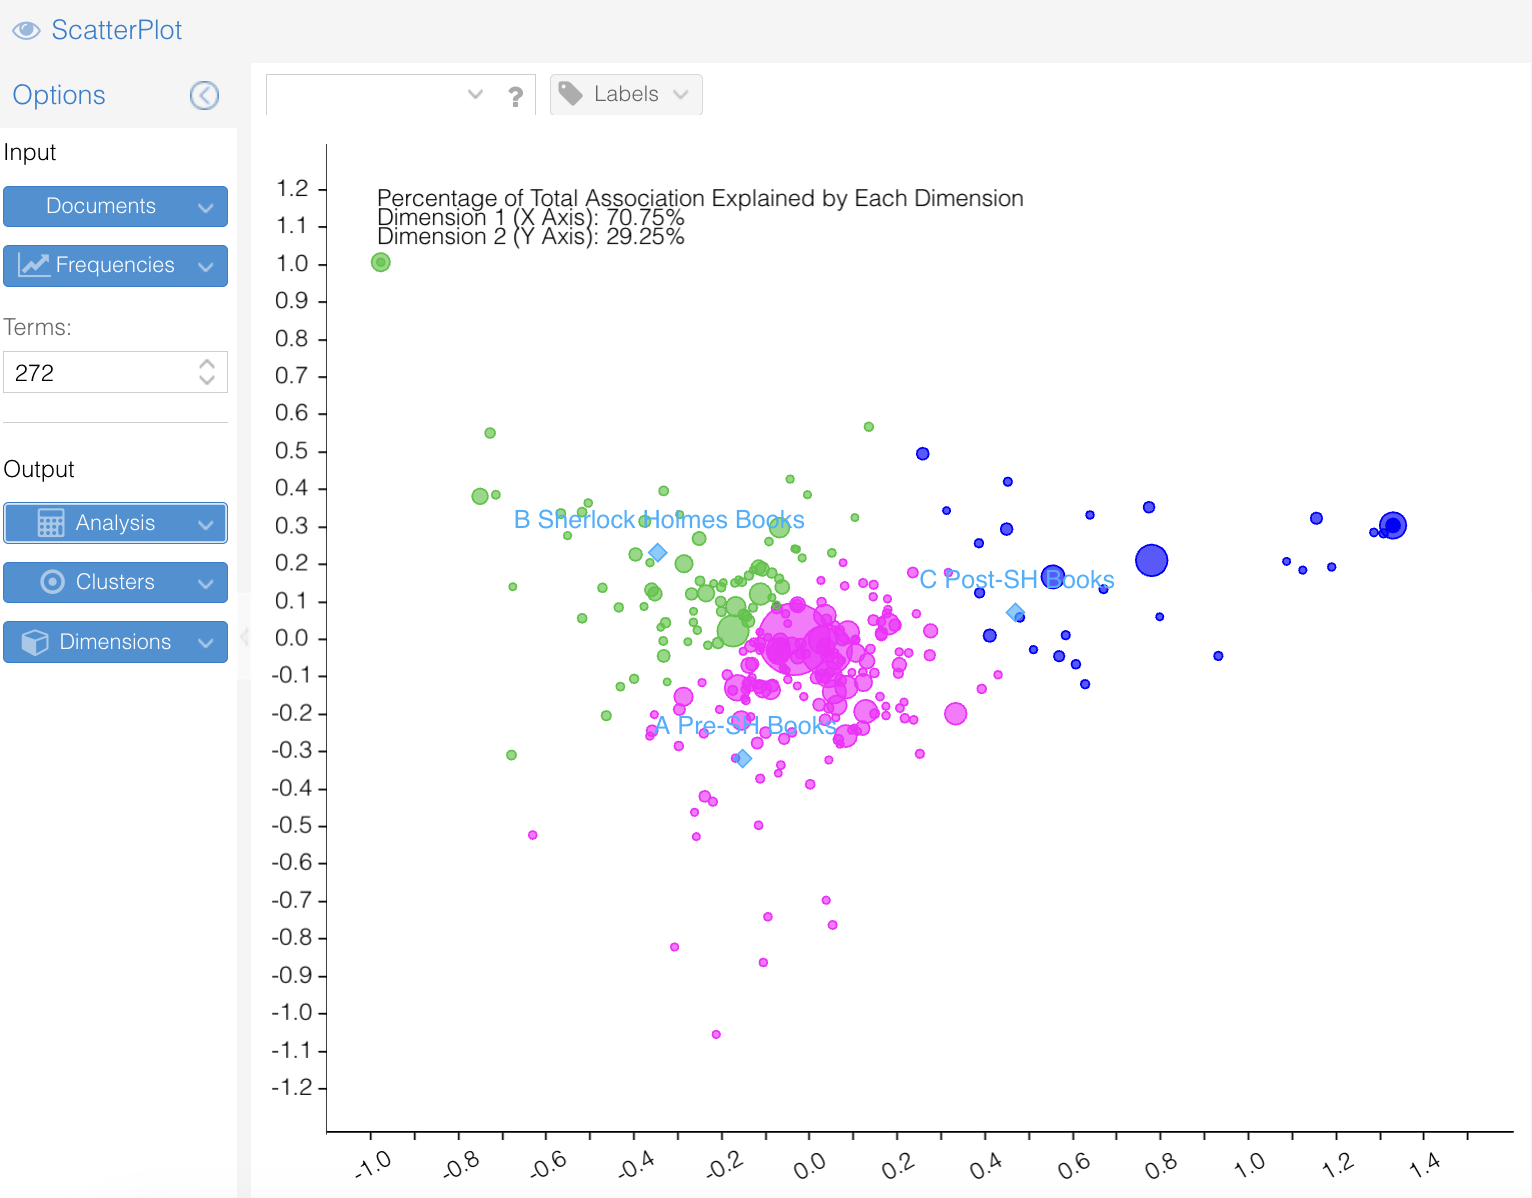 ScatterPlot
Options
? Labels
Input
Documents
Frequencies
Terms:
272
Output
Analysis
Clusters
Dimensions
Percentage of Total Association Explained by Each Dimension
Dimension 1 (X Axis): 70.75%
Dimension 2 (Y Axis): 29.25%
1.2
1.1
1.0
0.9
0.8
0.7
0.6
0.5
0.4
0.3
0.2
0.1
0.0
-0.1
-0.2
-0.3
-0.4
-0.5
-0.6
-0.7
-0.8
-0.9
-1.0
-1.1
-1.2
B Sherlock Holmes Books
C Post-SH Books
A Pre-SH Books
-1.0 -0.8 -0.6 -0.4 -0.2 0.0 0.2 0.4 0.6 0.8 1.0 1.2 1.4